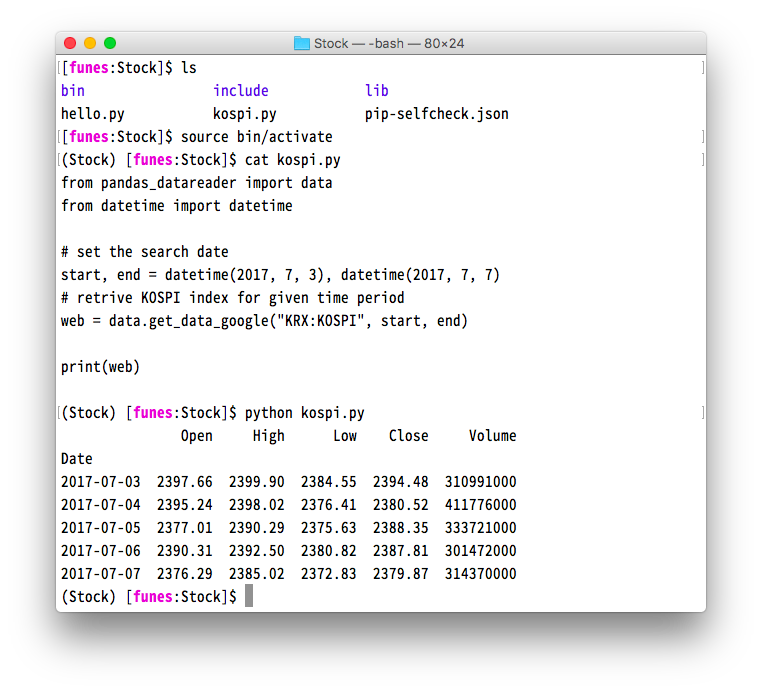 Stock — -bash — 80×24
[[funes:Stock]$ ls ]
bin include lib
hello.py kospi.py pip-selfcheck.json
[[funes:Stock]$ source bin/activate ]
[(Stock) [funes:Stock]$ cat kospi.py ]
from pandas_datareader import data
from datetime import datetime
# set the search date
start, end = datetime(2017, 7, 3), datetime(2017, 7, 7)
# retrive KOSPI index for given time period
web = data.get_data_google("KRX:KOSPI", start, end)
print(web)
[(Stock) [funes:Stock]$ python kospi.py ]
Open High Low Close Volume
Date
2017-07-03 2397.66 2399.90 2384.55 2394.48 310991000
2017-07-04 2395.24 2398.02 2376.41 2380.52 411776000
2017-07-05 2377.01 2390.29 2375.63 2388.35 333721000
2017-07-06 2390.31 2392.50 2380.82 2387.81 301472000
2017-07-07 2376.29 2385.02 2372.83 2379.87 314370000
(Stock) [funes:Stock]$